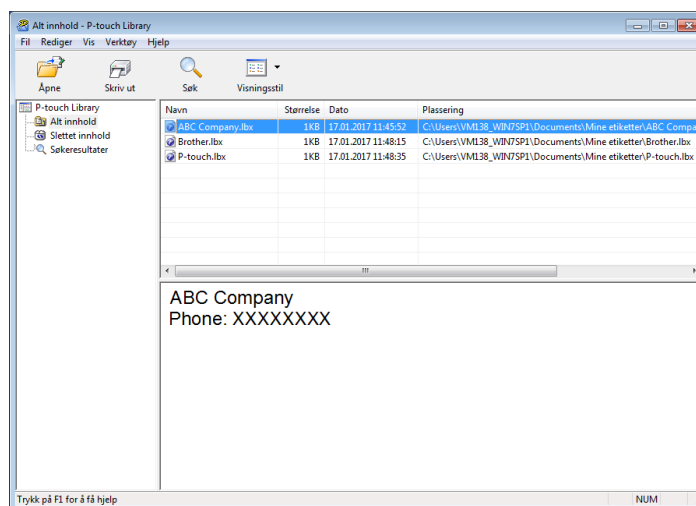 Alt innhold - P-touch Library
Fil Rediger Vis Verktøy Hjelp
Åpne Skriv ut Søk Visningsstil
P-touch Library
Alt innhold
Slettet innhold
Søkeresultater
Navn Størrelse Dato Plassering
ABC Company.lbx 1KB 17.01.2017 11:45:52 C:\Users\VM138_WIN7SP1\Documents\Mine etiketter\ABC Compa
Brother.lbx 1KB 17.01.2017 11:48:15 C:\Users\VM138_WIN7SP1\Documents\Mine etiketter\Brother.lbx
P-touch.lbx 1KB 17.01.2017 11:48:35 C:\Users\VM138_WIN7SP1\Documents\Mine etiketter\P-touch.lbx
ABC Company
Phone: XXXXXXXX
Trykk på F1 for å få hjelp NUM